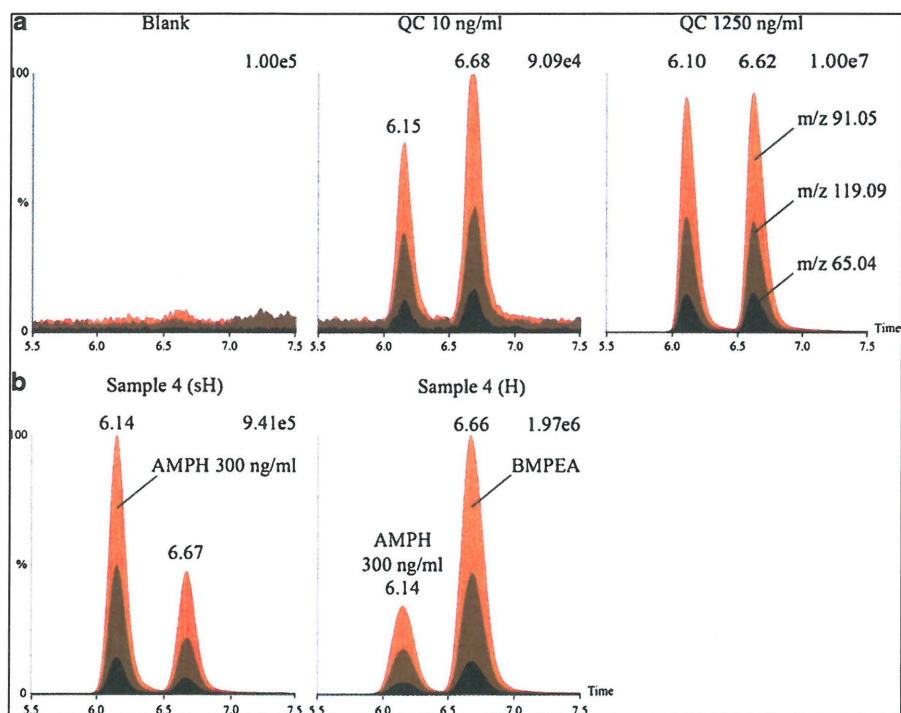 a
Blank
QC 10 ng/ml
QC 1250 ng/ml
1.00e5
6.68
9.09e4
6.10
6.62
1.00e7
100
6.15
m/z 91.05
%
m/z 119.09
m/z 65.04
0
Time
5.5 6.0 6.5 7.0 7.5
5.5 6.0 6.5 7.0 7.5
5.5 6.0 6.5 7.0 7.5
b
Sample 4 (sH)
Sample 4 (H)
6.14
9.41e5
6.66
1.97e6
100
AMPH 300 ng/ml
BMPEA
6.67
AMPH
300 ng/ml
6.14
%
0
Time
5.5 6.0 6.5 7.0 7.5
5.5 6.0 6.5 7.0 7.5